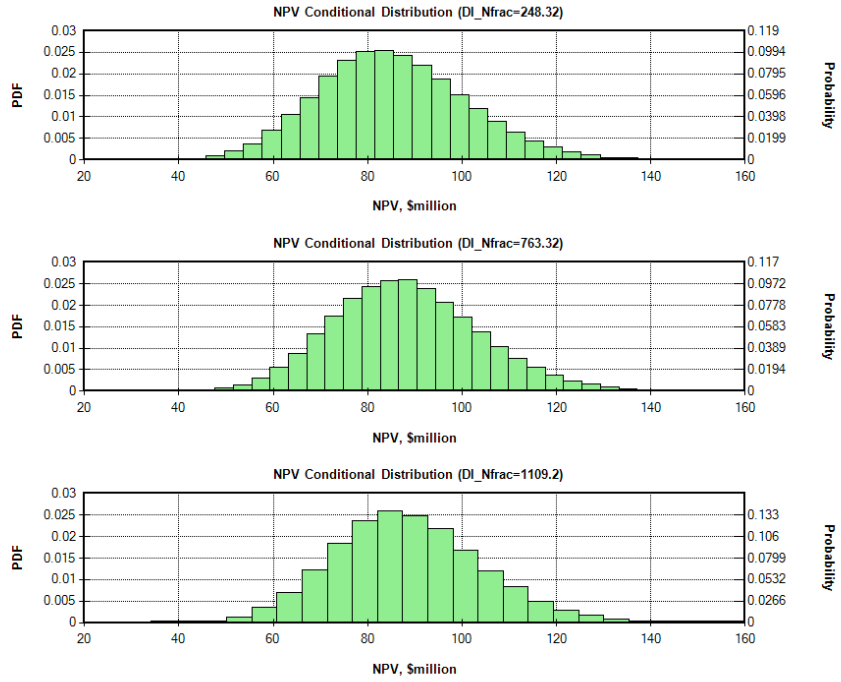 NPV Conditional Distribution (DI_Nfrac=248.32)
0.03 0.119
0.025 0.0994
0.02 0.0795
0.015 0.0596
0.01 0.0398
0.005 0.0199
0 0
PDF
Probability
20 40 60 80 100 120 140 160
NPV, $million
NPV Conditional Distribution (DI_Nfrac=763.32)
0.03 0.117
0.025 0.0972
0.02 0.0778
0.015 0.0583
0.01 0.0389
0.005 0.0194
0 0
PDF
Probability
20 40 60 80 100 120 140 160
NPV, $million
NPV Conditional Distribution (DI_Nfrac=1109.2)
0.03
0.025 0.133
0.02 0.106
0.015 0.0799
0.01 0.0532
0.005 0.0266
0 0
PDF
Probability
20 40 60 80 100 120 140 160
NPV, $million